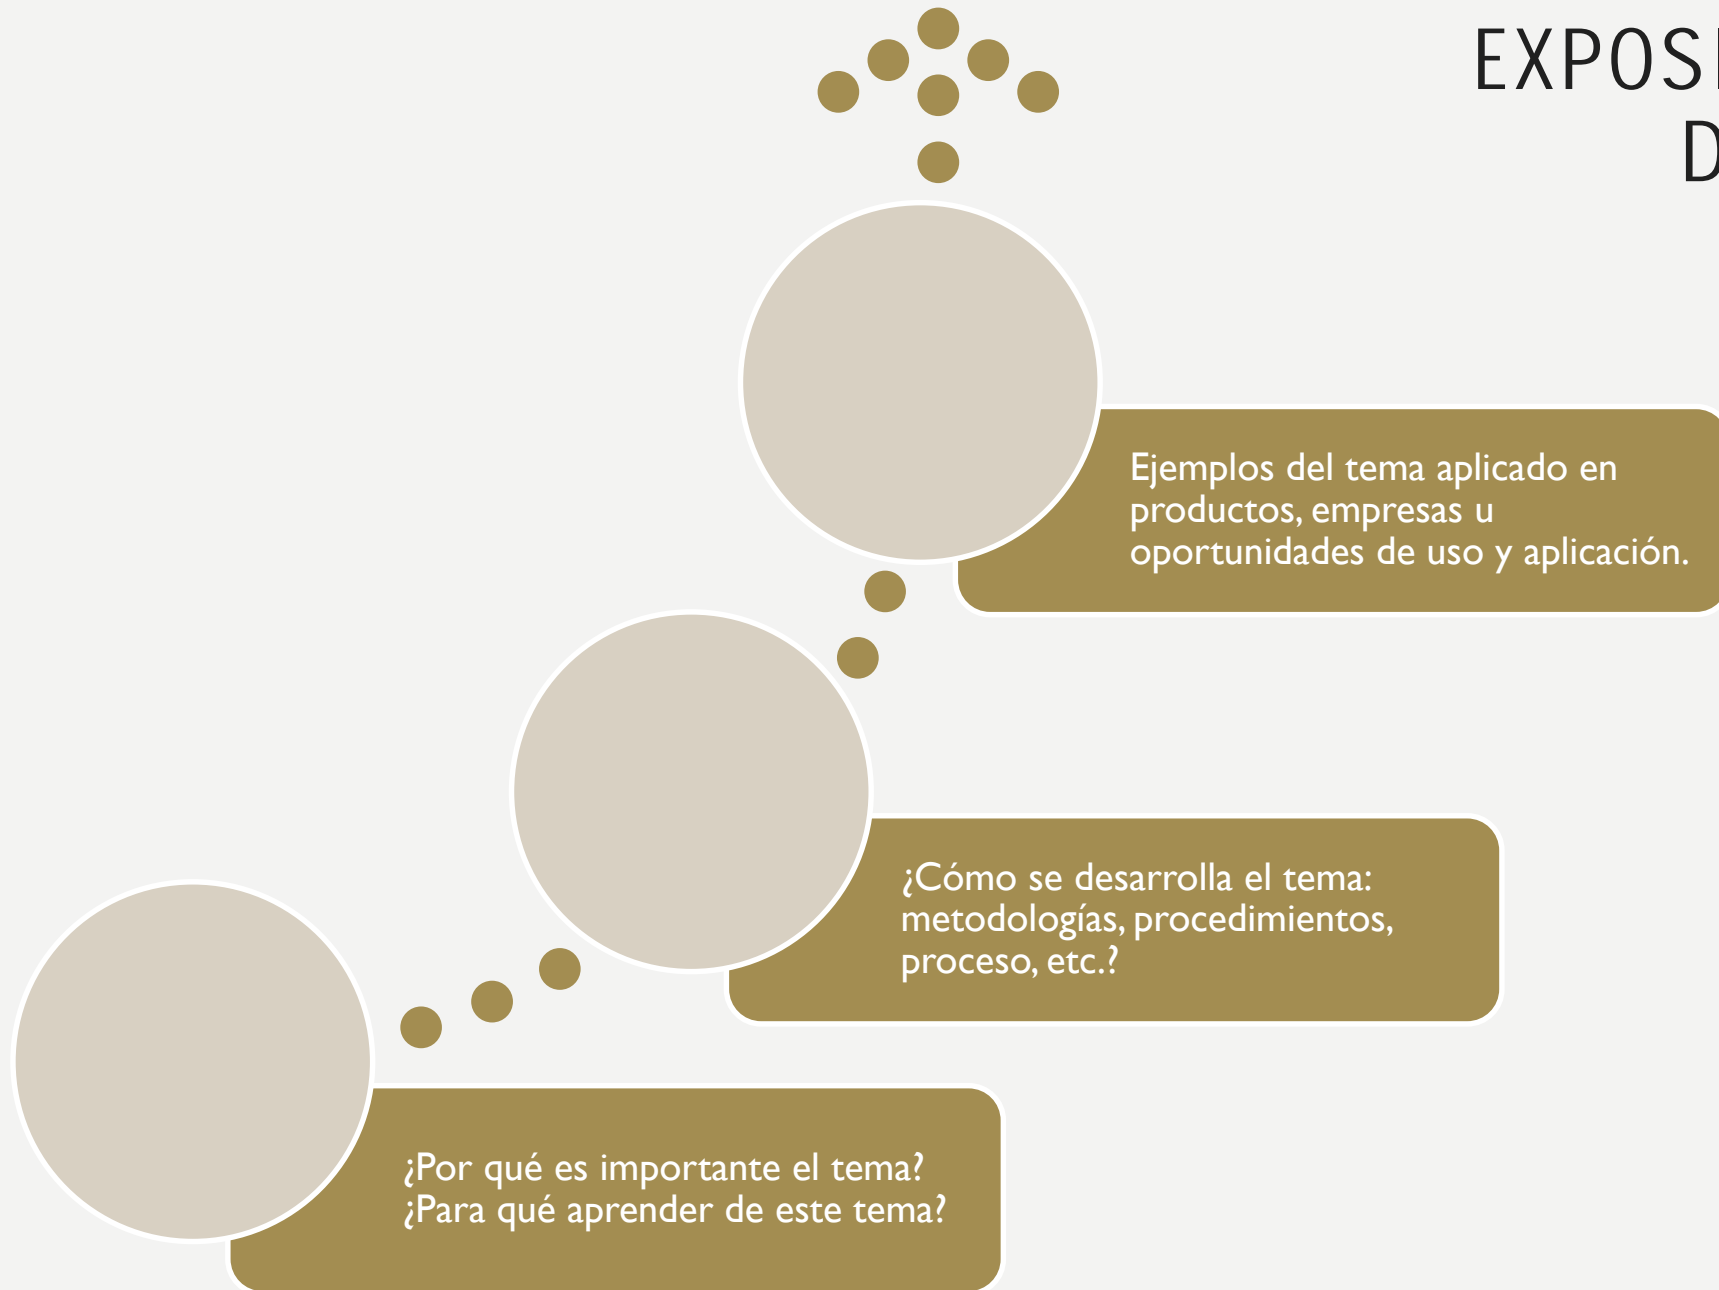 Ejemplos del tema aplicado en
productos, empresas u
oportunidades de uso y aplicación.
¿Cómo se desarrolla el tema:
metodologías, procedimientos,
proceso, etc.?
¿Por qué es importante el tema?
¿Para qué aprender de este tema?